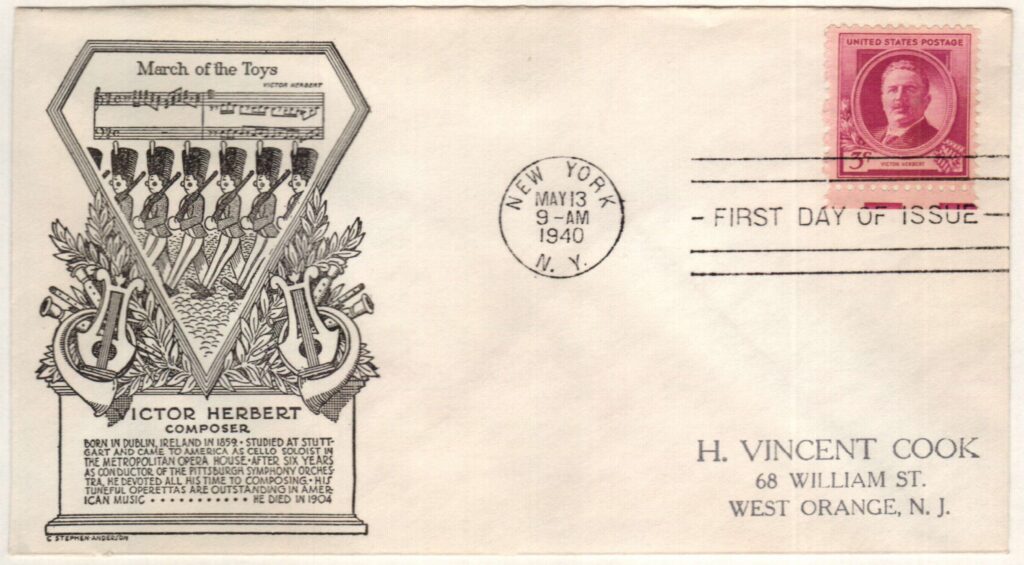 March of the Toys
VICTOR HERBERT
VICTOR HERBERT
COMPOSER
BORN IN DUBLIN, IRELAND IN 1859 • STUDIED AT STUTT-
GART AND CAME TO AMERICA AS CELLO SOLOIST IN
THE METROPOLITAN OPERA HOUSE • AFTER SIX YEARS
AS CONDUCTOR OF THE PITTSBURGH SYMPHONY ORCHES-
TRA, HE DEVOTED ALL HIS TIME TO COMPOSING • HIS
TUNEFUL OPERETTAS ARE OUTSTANDING IN AMER-
ICAN MUSIC • • • • • • • • • • • HE DIED IN 1904
© STEPHEN ANDERSON
NEW YORK
MAY 13
9-AM
1940
N. Y.
UNITED STATES POSTAGE
3¢
VICTOR HERBERT
- FIRST DAY OF ISSUE -
H. VINCENT COOK
68 WILLIAM ST.
WEST ORANGE, N. J.